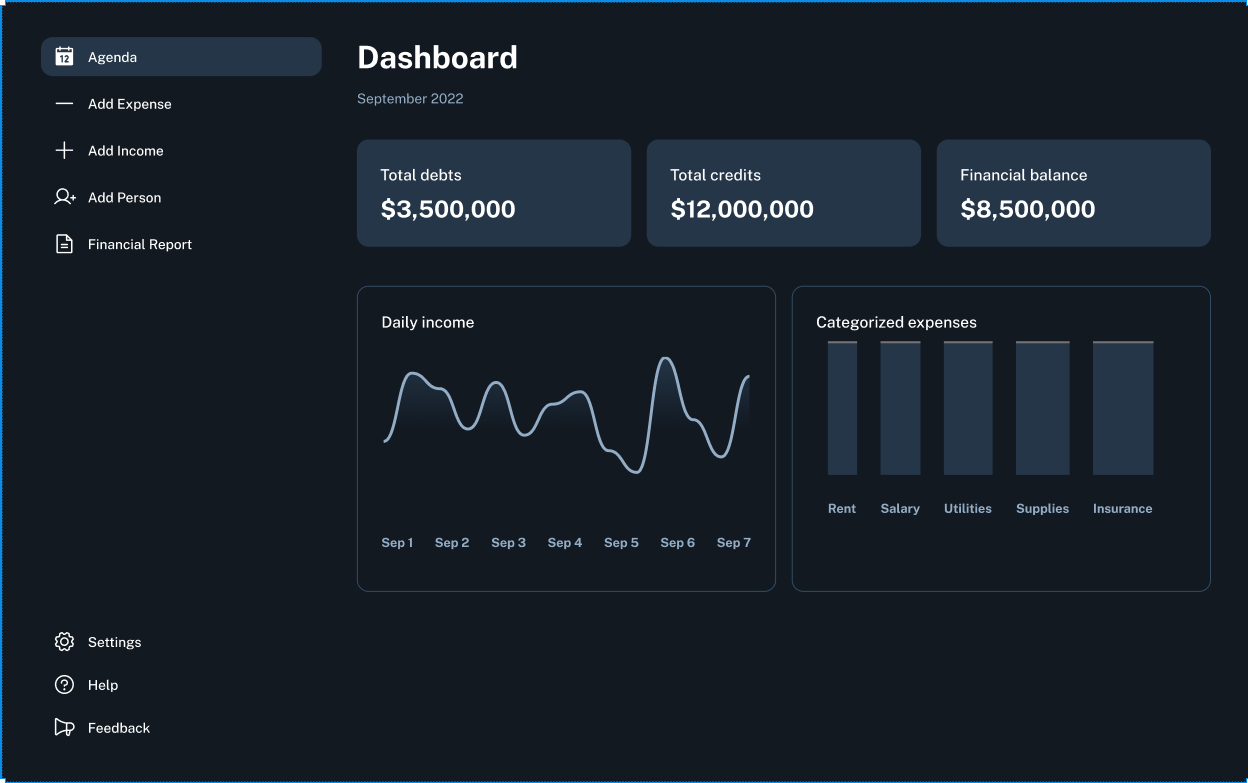 12
Agenda
Add Expense
Add Income
Add Person
Financial Report
Settings
Help
Feedback
Dashboard
September 2022
Total debts
$3,500,000
Total credits
$12,000,000
Financial balance
$8,500,000
Daily income
Sep 1 Sep 2 Sep 3 Sep 4 Sep 5 Sep 6 Sep 7
Categorized expenses
Rent Salary Utilities Supplies Insurance